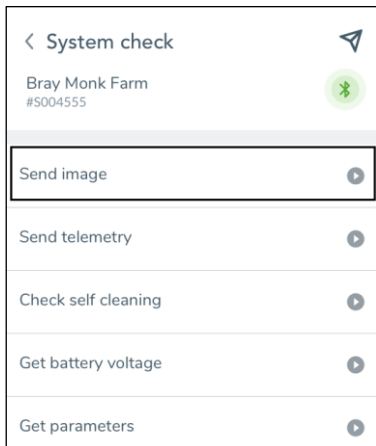 System check
Bray Monk Farm
#S004555
Send image
Send telemetry
Check self cleaning
Get battery voltage
Get parameters